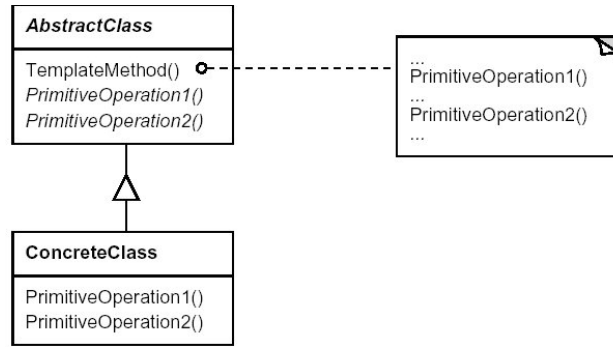 AbstractClass
TemplateMethod()
PrimitiveOperation1()
PrimitiveOperation2()
...
PrimitiveOperation1()
...
PrimitiveOperation2()
...
ConcreteClass
PrimitiveOperation1()
PrimitiveOperation2()